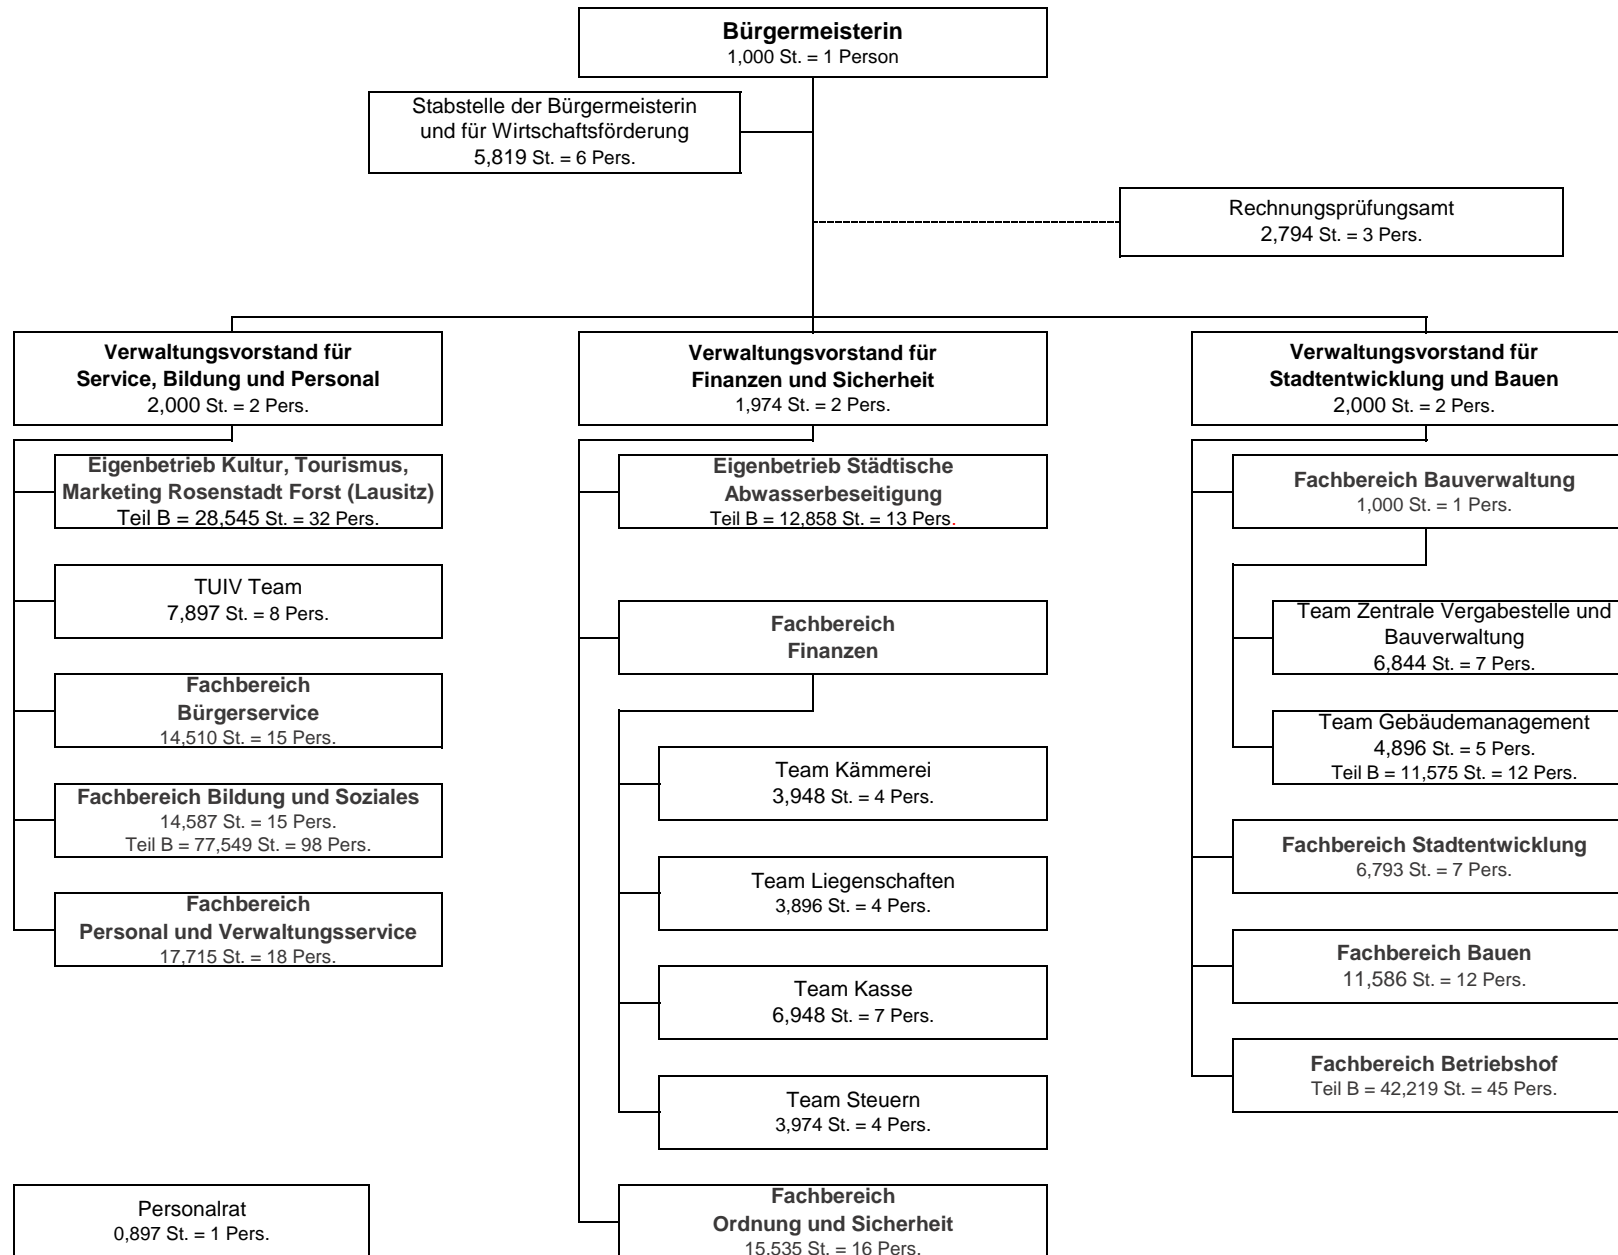 Bürgermeisterin
1,000 St. = 1 Person
Stabstelle der Bürgermeisterin
und für Wirtschaftsförderung
5,819 St. = 6 Pers.
Rechnungsprüfungsamt
2,794 St. = 3 Pers.
Verwaltungsvorstand für
Service, Bildung und Personal
2,000 St. = 2 Pers.
Eigenbetrieb Kultur, Tourismus,
Marketing Rosenstadt Forst (Lausitz)
Teil B = 28,545 St. = 32 Pers.
TUIV Team
7,897 St. = 8 Pers.
Fachbereich
Bürgerservice
14,510 St. = 15 Pers.
Fachbereich Bildung und Soziales
14,587 St. = 15 Pers.
Teil B = 77,549 St. = 98 Pers.
Fachbereich
Personal und Verwaltungsservice
17,715 St. = 18 Pers.
Personalrat
0,897 St. = 1 Pers.
Verwaltungsvorstand für
Finanzen und Sicherheit
1,974 St. = 2 Pers.
Eigenbetrieb Städtische
Abwasserbeseitigung
Teil B = 12,858 St. = 13 Pers.
Fachbereich
Finanzen
Team Kämmerei
3,948 St. = 4 Pers.
Team Liegenschaften
3,896 St. = 4 Pers.
Team Kasse
6,948 St. = 7 Pers.
Team Steuern
3,974 St. = 4 Pers.
Fachbereich
Ordnung und Sicherheit
15,535 St. = 16 Pers.
Verwaltungsvorstand für
Stadtentwicklung und Bauen
2,000 St. = 2 Pers.
Fachbereich Bauverwaltung
1,000 St. = 1 Pers.
Team Zentrale Vergabestelle und
Bauverwaltung
6,844 St. = 7 Pers.
Team Gebäudemanagement
4,896 St. = 5 Pers.
Teil B = 11,575 St. = 12 Pers.
Fachbereich Stadtentwicklung
6,793 St. = 7 Pers.
Fachbereich Bauen
11,586 St. = 12 Pers.
Fachbereich Betriebshof
Teil B = 42,219 St. = 45 Pers.